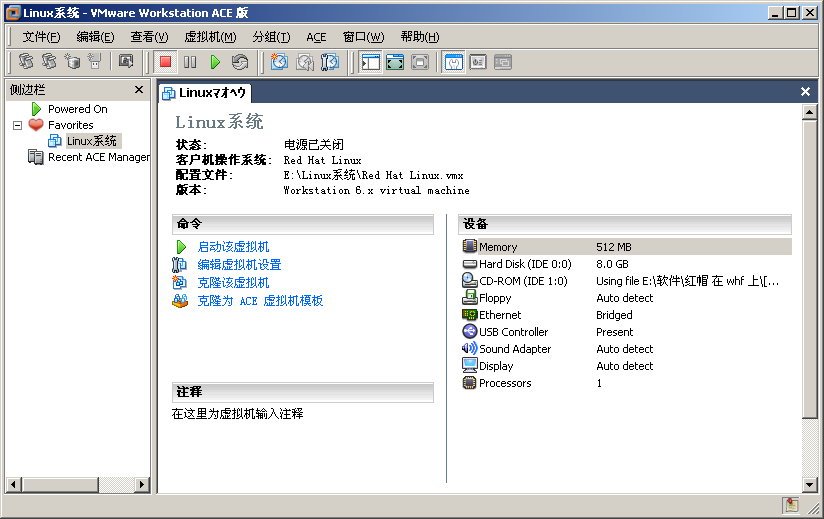 Linux系统 - VMware Workstation ACE 版
文件(F) 编辑(E) 查看(V) 虚拟机(M) 分组(T) ACE 窗口(W) 帮助(H)
侧边栏
Powered On
Favorites
Linux系统
Recent ACE Manager
Linuxマオヘウ
Linux系统
状态: 电源已关闭
客户机操作系统: Red Hat Linux
配置文件: E:\Linux系统\Red Hat Linux.vmx
版本: Workstation 6.x virtual machine
命令
启动该虚拟机
编辑虚拟机设置
克隆该虚拟机
克隆为 ACE 虚拟机模板
注释
在这里为虚拟机输入注释
设备
Memory 512 MB
Hard Disk (IDE 0:0) 8.0 GB
CD-ROM (IDE 1:0) Using file E:\软件\红帽 在 whf 上\[...
Floppy Auto detect
Ethernet Bridged
USB Controller Present
Sound Adapter Auto detect
Display Auto detect
Processors 1